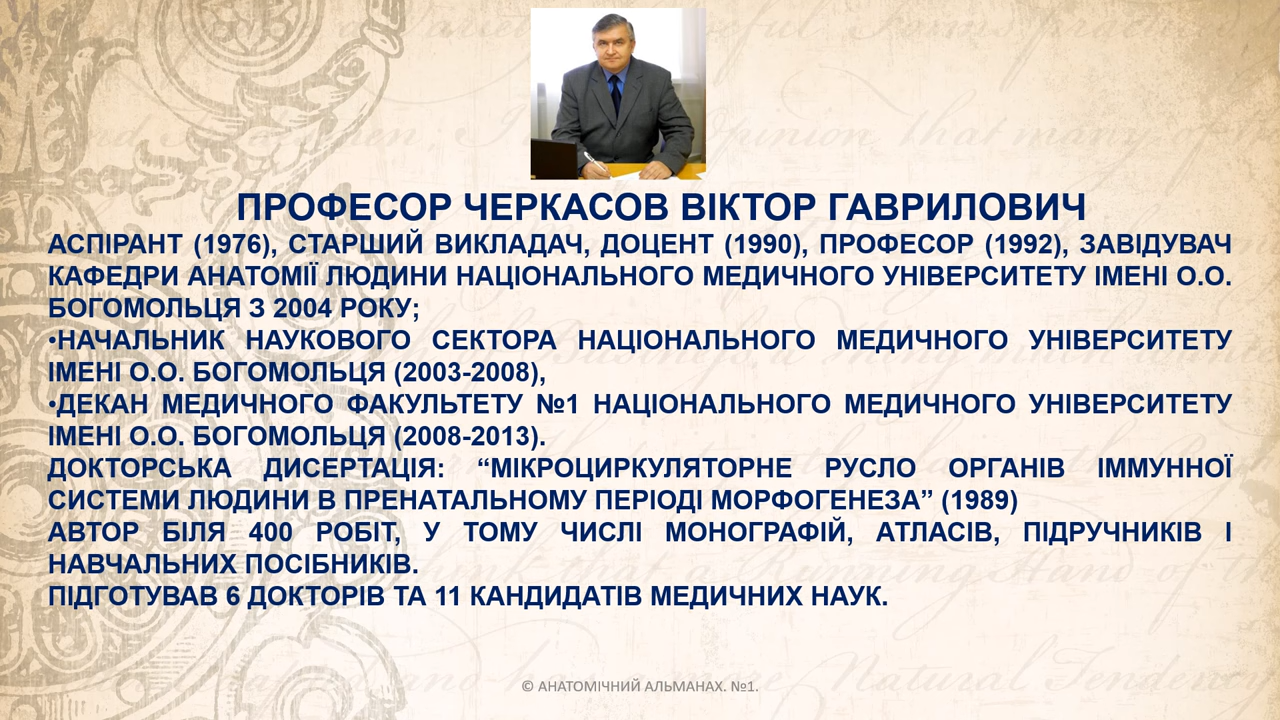 ПРОФЕСОР ЧЕРКАСОВ ВІКТОР ГАВРИЛОВИЧ
АСПІРАНТ (1976), СТАРШИЙ ВИКЛАДАЧ, ДОЦЕНТ (1990), ПРОФЕСОР (1992), ЗАВІДУВАЧ
КАФЕДРИ АНАТОМІЇ ЛЮДИНИ НАЦІОНАЛЬНОГО МЕДИЧНОГО УНІВЕРСИТЕТУ ІМЕНІ О.О.
БОГОМОЛЬЦЯ З 2004 РОКУ;
•НАЧАЛЬНИК НАУКОВОГО СЕКТОРА НАЦІОНАЛЬНОГО МЕДИЧНОГО УНІВЕРСИТЕТУ
ІМЕНІ О.О. БОГОМОЛЬЦЯ (2003-2008),
•ДЕКАН МЕДИЧНОГО ФАКУЛЬТЕТУ №1 НАЦІОНАЛЬНОГО МЕДИЧНОГО УНІВЕРСИТЕТУ
ІМЕНІ О.О. БОГОМОЛЬЦЯ (2008-2013).
ДОКТОРСЬКА ДИСЕРТАЦІЯ: “МІКРОЦИРКУЛЯТОРНЕ РУСЛО ОРГАНІВ ІММУННОЇ
СИСТЕМИ ЛЮДИНИ В ПРЕНАТАЛЬНОМУ ПЕРІОДІ МОРФОГЕНЕЗА” (1989)
АВТОР БІЛЯ 400 РОБІТ, У ТОМУ ЧИСЛІ МОНОГРАФІЙ, АТЛАСІВ, ПІДРУЧНИКІВ І
НАВЧАЛЬНИХ ПОСІБНИКІВ.
ПІДГОТУВАВ 6 ДОКТОРІВ ТА 11 КАНДИДАТІВ МЕДИЧНИХ НАУК.
© АНАТОМІЧНИЙ АЛЬМАНАХ. №1.